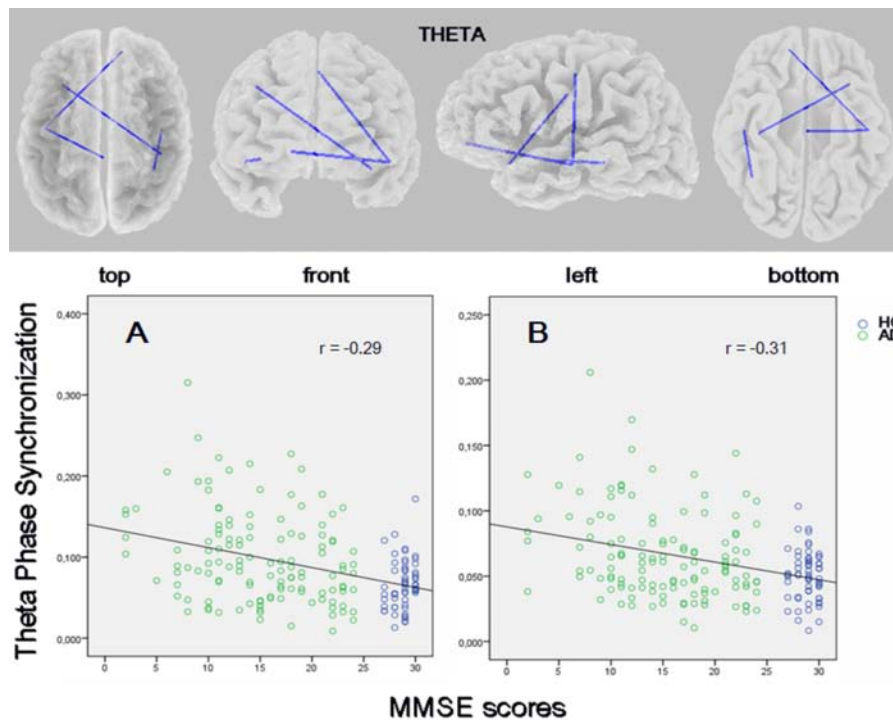 THETA
top front left bottom
Theta Phase Synchronization
A
r = -0.29
0,400
0,300
0,200
0,100
0,000
0 5 10 15 20 25 30
B
r = -0.31
0,250
0,200
0,150
0,100
0,050
0,000
0 5 10 15 20 25 30
MMSE scores